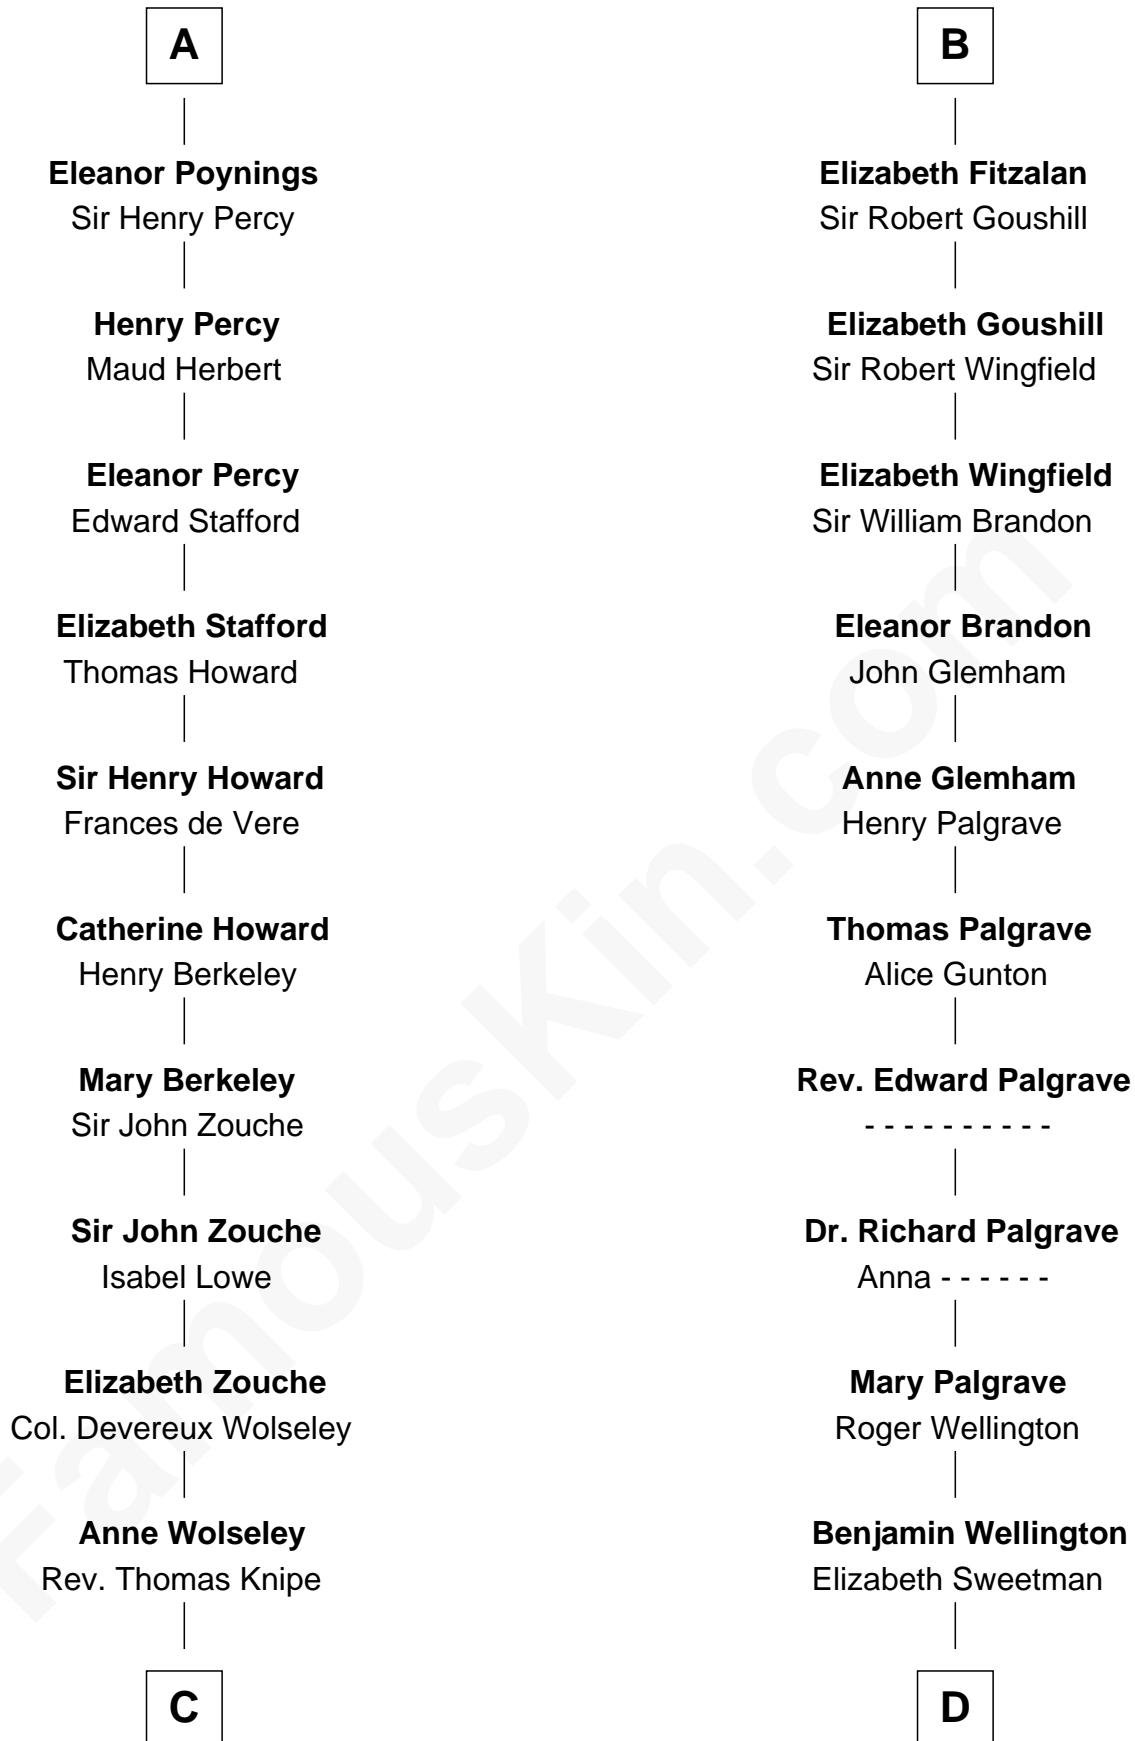 A
Eleanor Poynings
Sir Henry Percy
Henry Percy
Maud Herbert
Eleanor Percy
Edward Stafford
Elizabeth Stafford
Thomas Howard
Sir Henry Howard
Frances de Vere
Catherine Howard
Henry Berkeley
Mary Berkeley
Sir John Zouche
Sir John Zouche
Isabel Lowe
Elizabeth Zouche
Col. Devereux Wolseley
Anne Wolseley
Rev. Thomas Knipe
C
B
Elizabeth Fitzalan
Sir Robert Goushill
Elizabeth Goushill
Sir Robert Wingfield
Elizabeth Wingfield
Sir William Brandon
Eleanor Brandon
John Glemham
Anne Glemham
Henry Palgrave
Thomas Palgrave
Alice Gunton
Rev. Edward Palgrave
- - - - - - - - - -
Dr. Richard Palgrave
Anna - - - - - -
Mary Palgrave
Roger Wellington
Benjamin Wellington
Elizabeth Sweetman
D
FamousKin.com